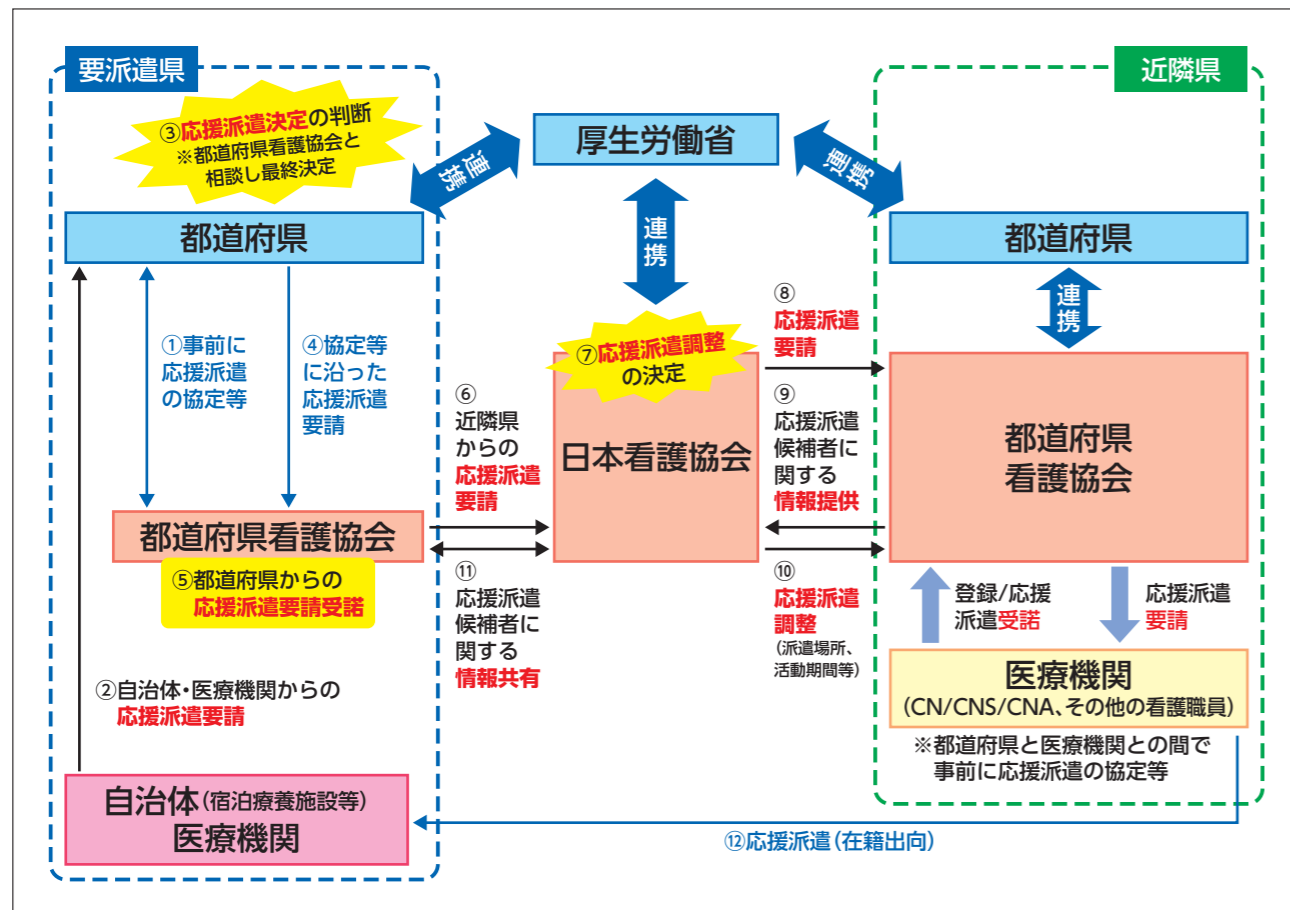 要派遣県
近隣県
③応援派遣決定の判断
※都道府県看護協会と
相談し最終決定
厚生労働省
連携
連携
連携
都道府県
都道府県
①事前に
応援派遣
の協定等
④協定等
に沿った
応援派遣
要請
連携
⑦応援派遣調整
の決定
日本看護協会
⑧
応援派遣
要請
⑥
近隣県
からの
応援派遣
要請
⑨
応援派遣
候補者に
関する
情報提供
都道府県
看護協会
都道府県看護協会
⑤都道府県からの
応援派遣要請受諾
⑪
応援派遣
候補者に
関する
情報共有
⑩
応援派遣
調整
(派遣場所、
活動期間等)
登録/応援
派遣受諾
応援派遣
要請
医療機関
(CN/CNS/CNA、その他の看護職員)
※都道府県と医療機関との間で
事前に応援派遣の協定等
②自治体・医療機関からの
応援派遣要請
自治体(宿泊療養施設等)
医療機関
⑫応援派遣(在籍出向)